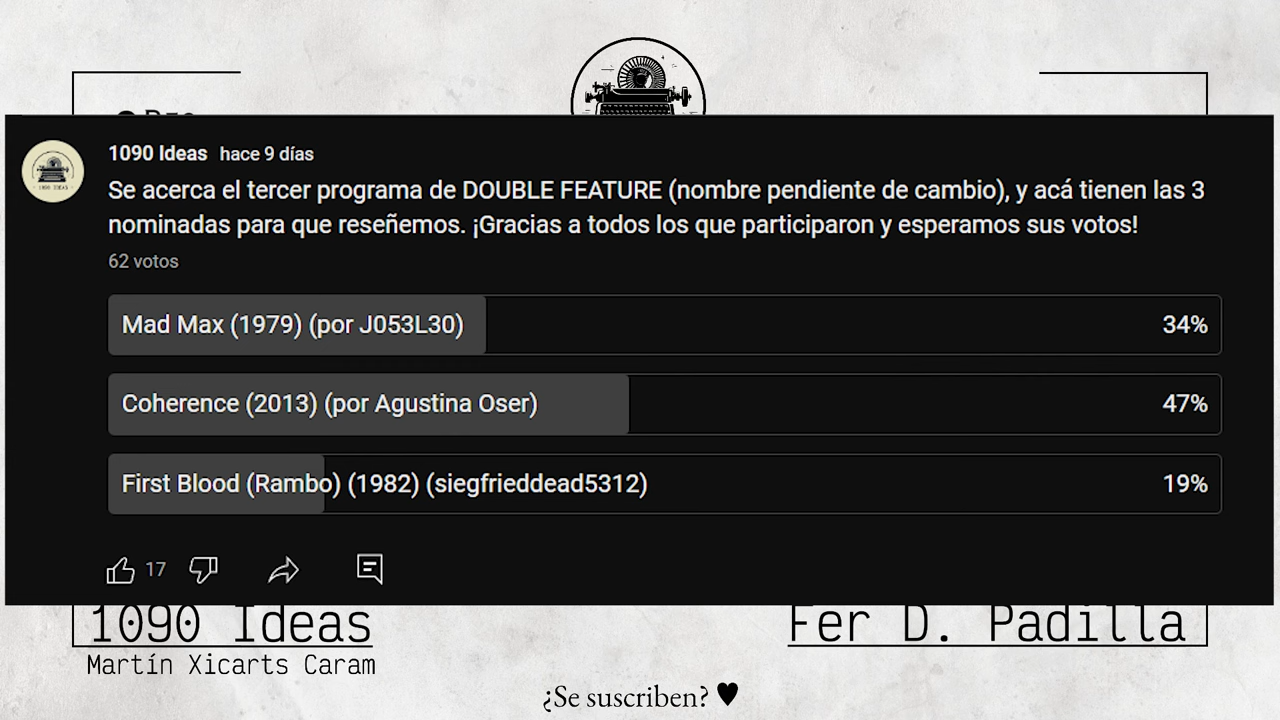 1090 Ideas hace 9 días
Se acerca el tercer programa de DOUBLE FEATURE (nombre pendiente de cambio), y acá tienen las 3
nominadas para que reseñemos. ¡Gracias a todos los que participaron y esperamos sus votos!
62 votos
Mad Max (1979) (por J053L30) 34%
Coherence (2013) (por Agustina Oser) 47%
First Blood (Rambo) (1982) (siegfrieddead5312) 19%
17
1090 Ideas
Martín Xicarts Caram
Fer D. Padilla
¿Se suscriben? ♥